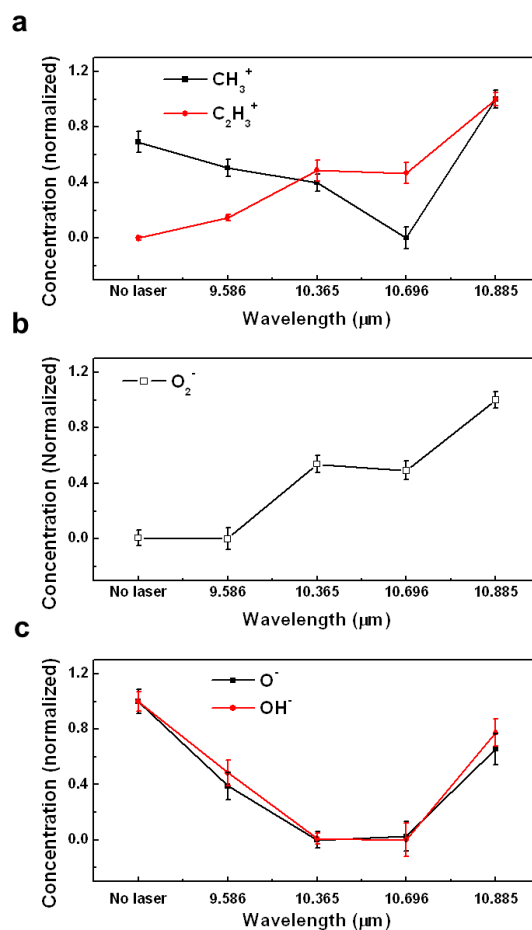 a
CH₃⁺
C₂H₃⁺
Concentration (normalized)
1.2
0.8
0.4
0.0
No laser 9.586 10.365 10.696 10.885
Wavelength (μm)
b
O₂⁻
Concentration (Normalized)
1.2
0.8
0.4
0.0
No laser 9.586 10.365 10.696 10.885
Wavelength (μm)
c
O⁻
OH⁻
Concentration (normalized)
1.2
0.8
0.4
0.0
No laser 9.586 10.365 10.696 10.885
Wavelength (μm)